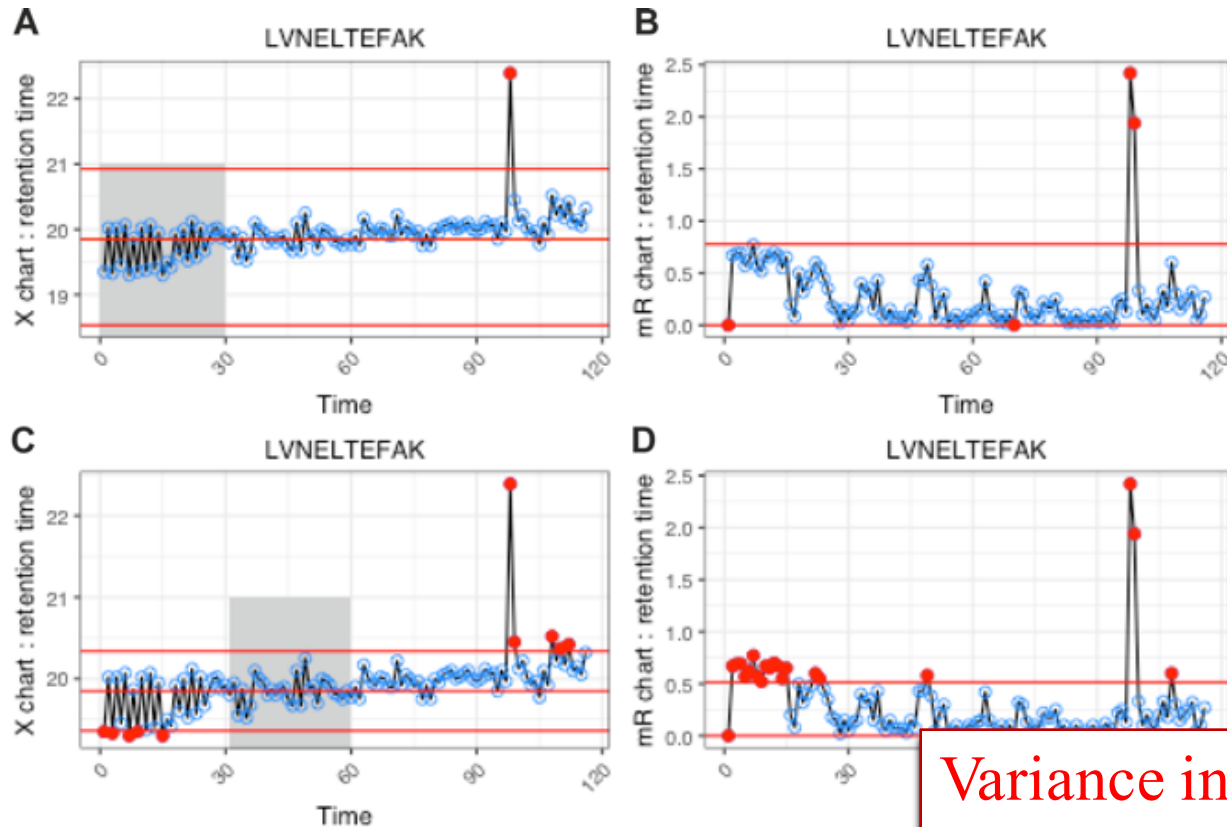 A
LVNELTEFAK
X chart : retention time
22
21
20
19
0
30
60
90
120
Time
B
LVNELTEFAK
mR chart : retention time
2.5
2.0
1.5
1.0
0.5
0.0
0
30
60
90
120
Time
C
LVNELTEFAK
X chart : retention time
22
21
20
0
30
60
90
120
Time
D
LVNELTEFAK
mR chart : retention time
2.5
2.0
1.5
1.0
0.5
0.0
0
30
Variance in